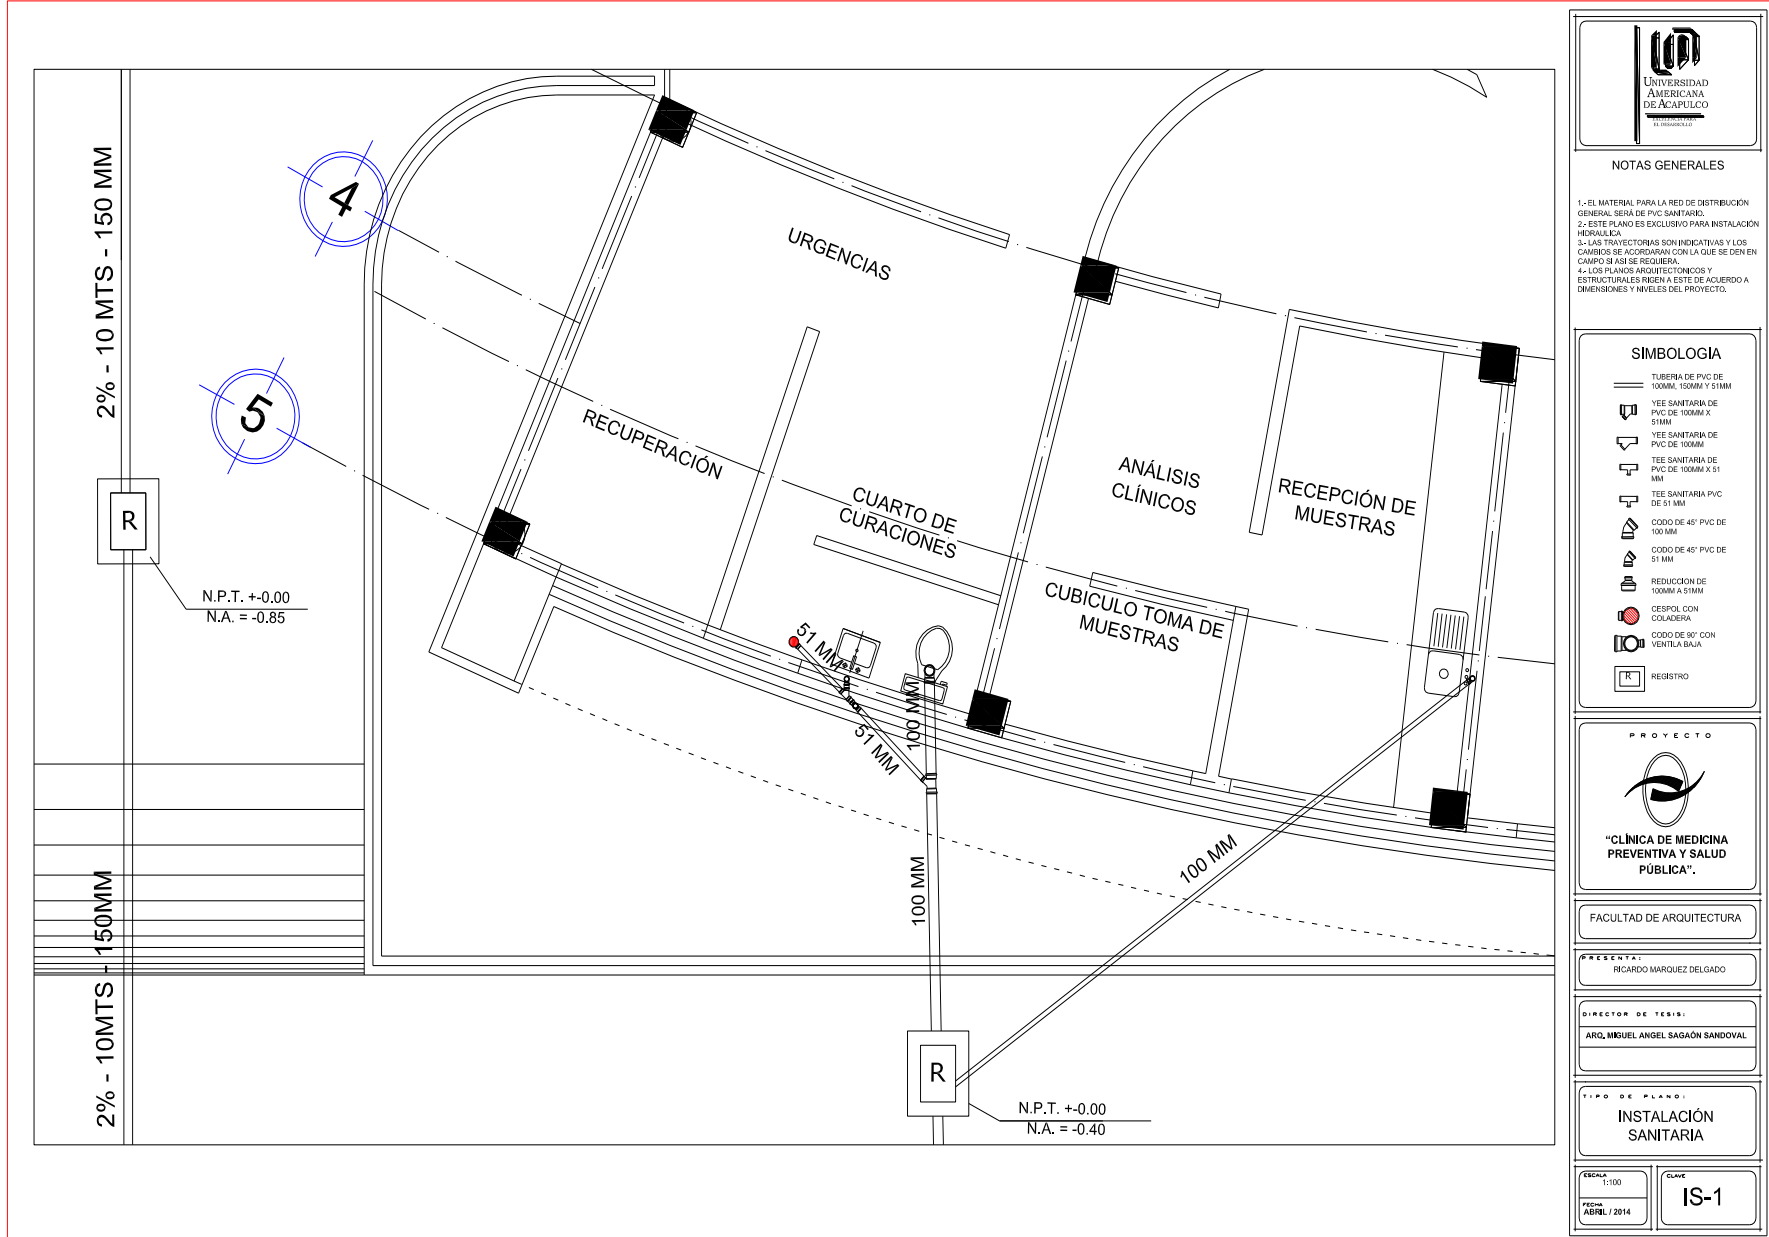 2% - 10 MTS - 150 MM
4
5
R
N.P.T. +-0.00
N.A. = -0.85
2% - 10MTS - 150MM
URGENCIAS
RECUPERACIÓN
CUARTO DE
CURACIONES
ANÁLISIS
CLÍNICOS
RECEPCIÓN DE
MUESTRAS
CUBICULO TOMA DE
MUESTRAS
51 MM
51 MM
100 MM
100 MM
100 MM
R
N.P.T. +-0.00
N.A. = -0.40
UNIVERSIDAD
AMERICANA
DE ACAPULCO
EXCELENCIA PARA
EL DESARROLLO
NOTAS GENERALES
1.- EL MATERIAL PARA LA RED DE DISTRIBUCIÓN
GENERAL SERÁ DE PVC SANITARIO.
2.- ESTE PLANO ES EXCLUSIVO PARA INSTALACIÓN
HIDRAULICA
3.- LAS TRAYECTORIAS SON INDICATIVAS Y LOS
CAMBIOS SE ACORDARAN CON LA QUE SE DEN EN
CAMPO SI ASI SE REQUIERA.
4.- LOS PLANOS ARQUITECTONICOS Y
ESTRUCTURALES RIGEN A ESTE DE ACUERDO A
DIMENSIONES Y NIVELES DEL PROYECTO.
SIMBOLOGIA
TUBERIA DE PVC DE
100MM, 150MM Y 51MM
YEE SANITARIA DE
PVC DE 100MM X
51MM
YEE SANITARIA DE
PVC DE 100MM
TEE SANITARIA DE
PVC DE 100MM X 51
MM
TEE SANITARIA PVC
DE 51 MM
CODO DE 45° PVC DE
100 MM
CODO DE 45° PVC DE
51 MM
REDUCCION DE
100MM A 51MM
CESPOL CON
COLADERA
CODO DE 90° CON
VENTILA BAJA
R
REGISTRO
PROYECTO
“CLÍNICA DE MEDICINA
PREVENTIVA Y SALUD
PÚBLICA”.
FACULTAD DE ARQUITECTURA
PRESENTA:
RICARDO MARQUEZ DELGADO
DIRECTOR DE TESIS:
ARQ. MIGUEL ANGEL SAGAÓN SANDOVAL
TIPO DE PLANO:
INSTALACIÓN
SANITARIA
ESCALA
1:100
FECHA
ABRIL / 2014
CLAVE
IS-1